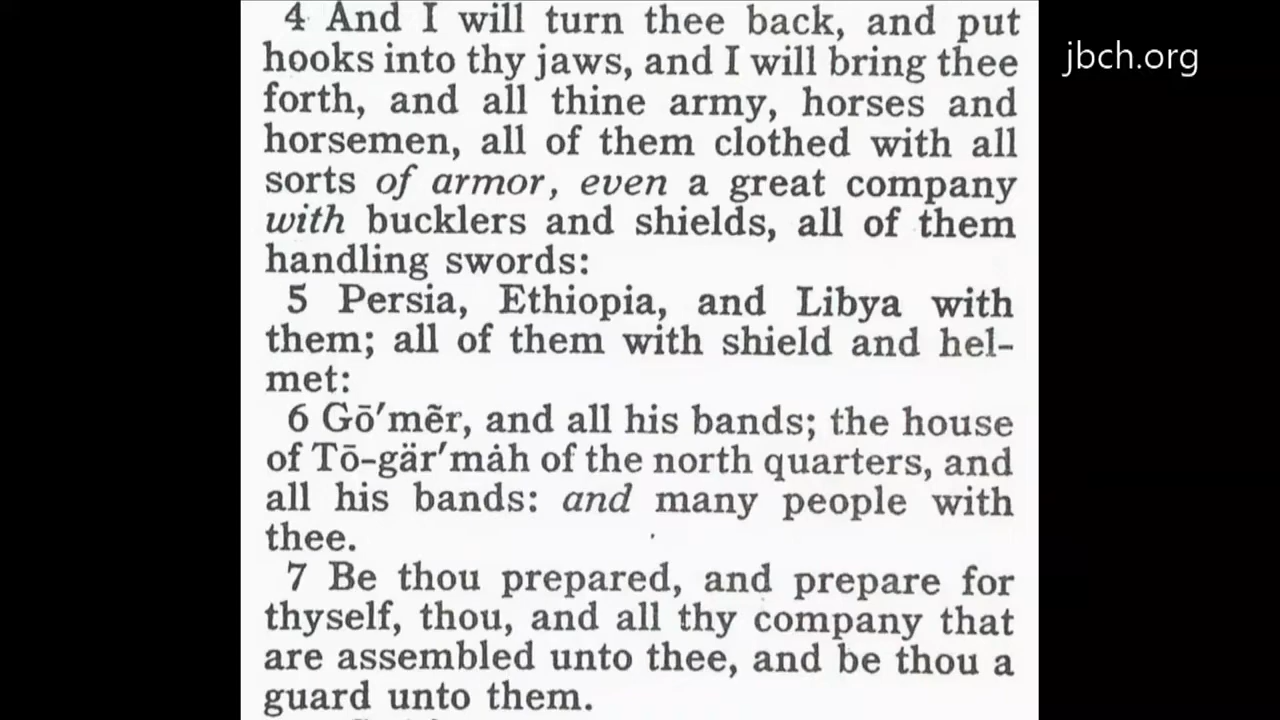 4 And I will turn thee back, and put
hooks into thy jaws, and I will bring thee
forth, and all thine army, horses and
horsemen, all of them clothed with all
sorts of armor, even a great company
with bucklers and shields, all of them
handling swords:
5 Persia, Ethiopia, and Libya with
them; all of them with shield and hel-
met:
6 Gō′mẽr, and all his bands; the house
of Tō-gär′mȧh of the north quarters, and
all his bands: and many people with
thee.
7 Be thou prepared, and prepare for
thyself, thou, and all thy company that
are assembled unto thee, and be thou a
guard unto them.
jbch.org